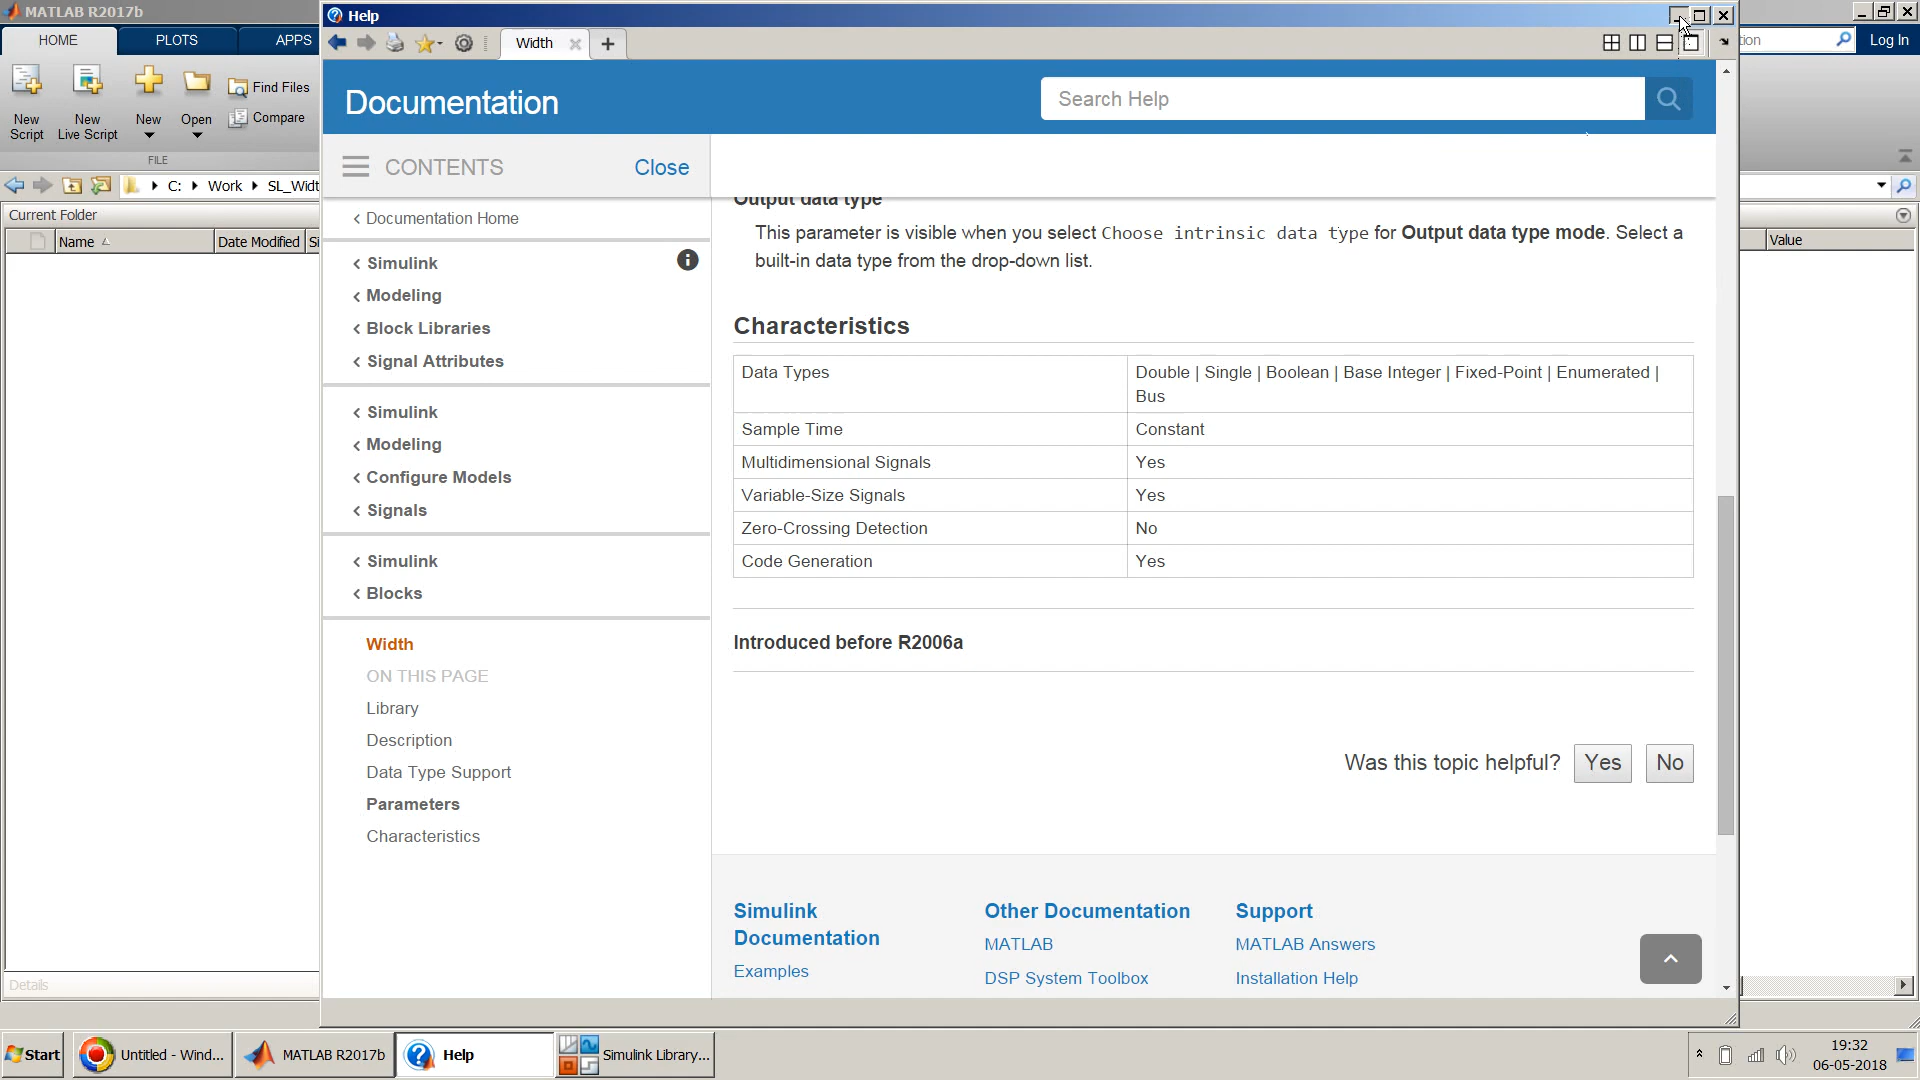 MATLAB R2017b
HOME
PLOTS
APPS
New
Script
New
Live Script
New
Open
Find Files
Compare
FILE
C:
Work
Current Folder
Name
Date Modified
Details
Help
Width
Documentation
Search Help
CONTENTS
Close
Documentation Home
Simulink
Modeling
Block Libraries
Signal Attributes
Simulink
Modeling
Configure Models
Signals
Simulink
Blocks
Width
ON THIS PAGE
Library
Description
Data Type Support
Parameters
Characteristics
Output data type
This parameter is visible when you select Choose intrinsic data type for Output data type mode. Select a
built-in data type from the drop-down list.
Characteristics
Data Types
Double | Single | Boolean | Base Integer | Fixed-Point | Enumerated |
Bus
Sample Time
Constant
Multidimensional Signals
Yes
Variable-Size Signals
Yes
Zero-Crossing Detection
No
Code Generation
Yes
Introduced before R2006a
Was this topic helpful?
Yes
No
Simulink
Documentation
Examples
Other Documentation
MATLAB
DSP System Toolbox
Support
MATLAB Answers
Installation Help
Log In
Value
Start
Untitled - Wind...
MATLAB R2017b
Help
Simulink Library...
19:32
06-05-2018